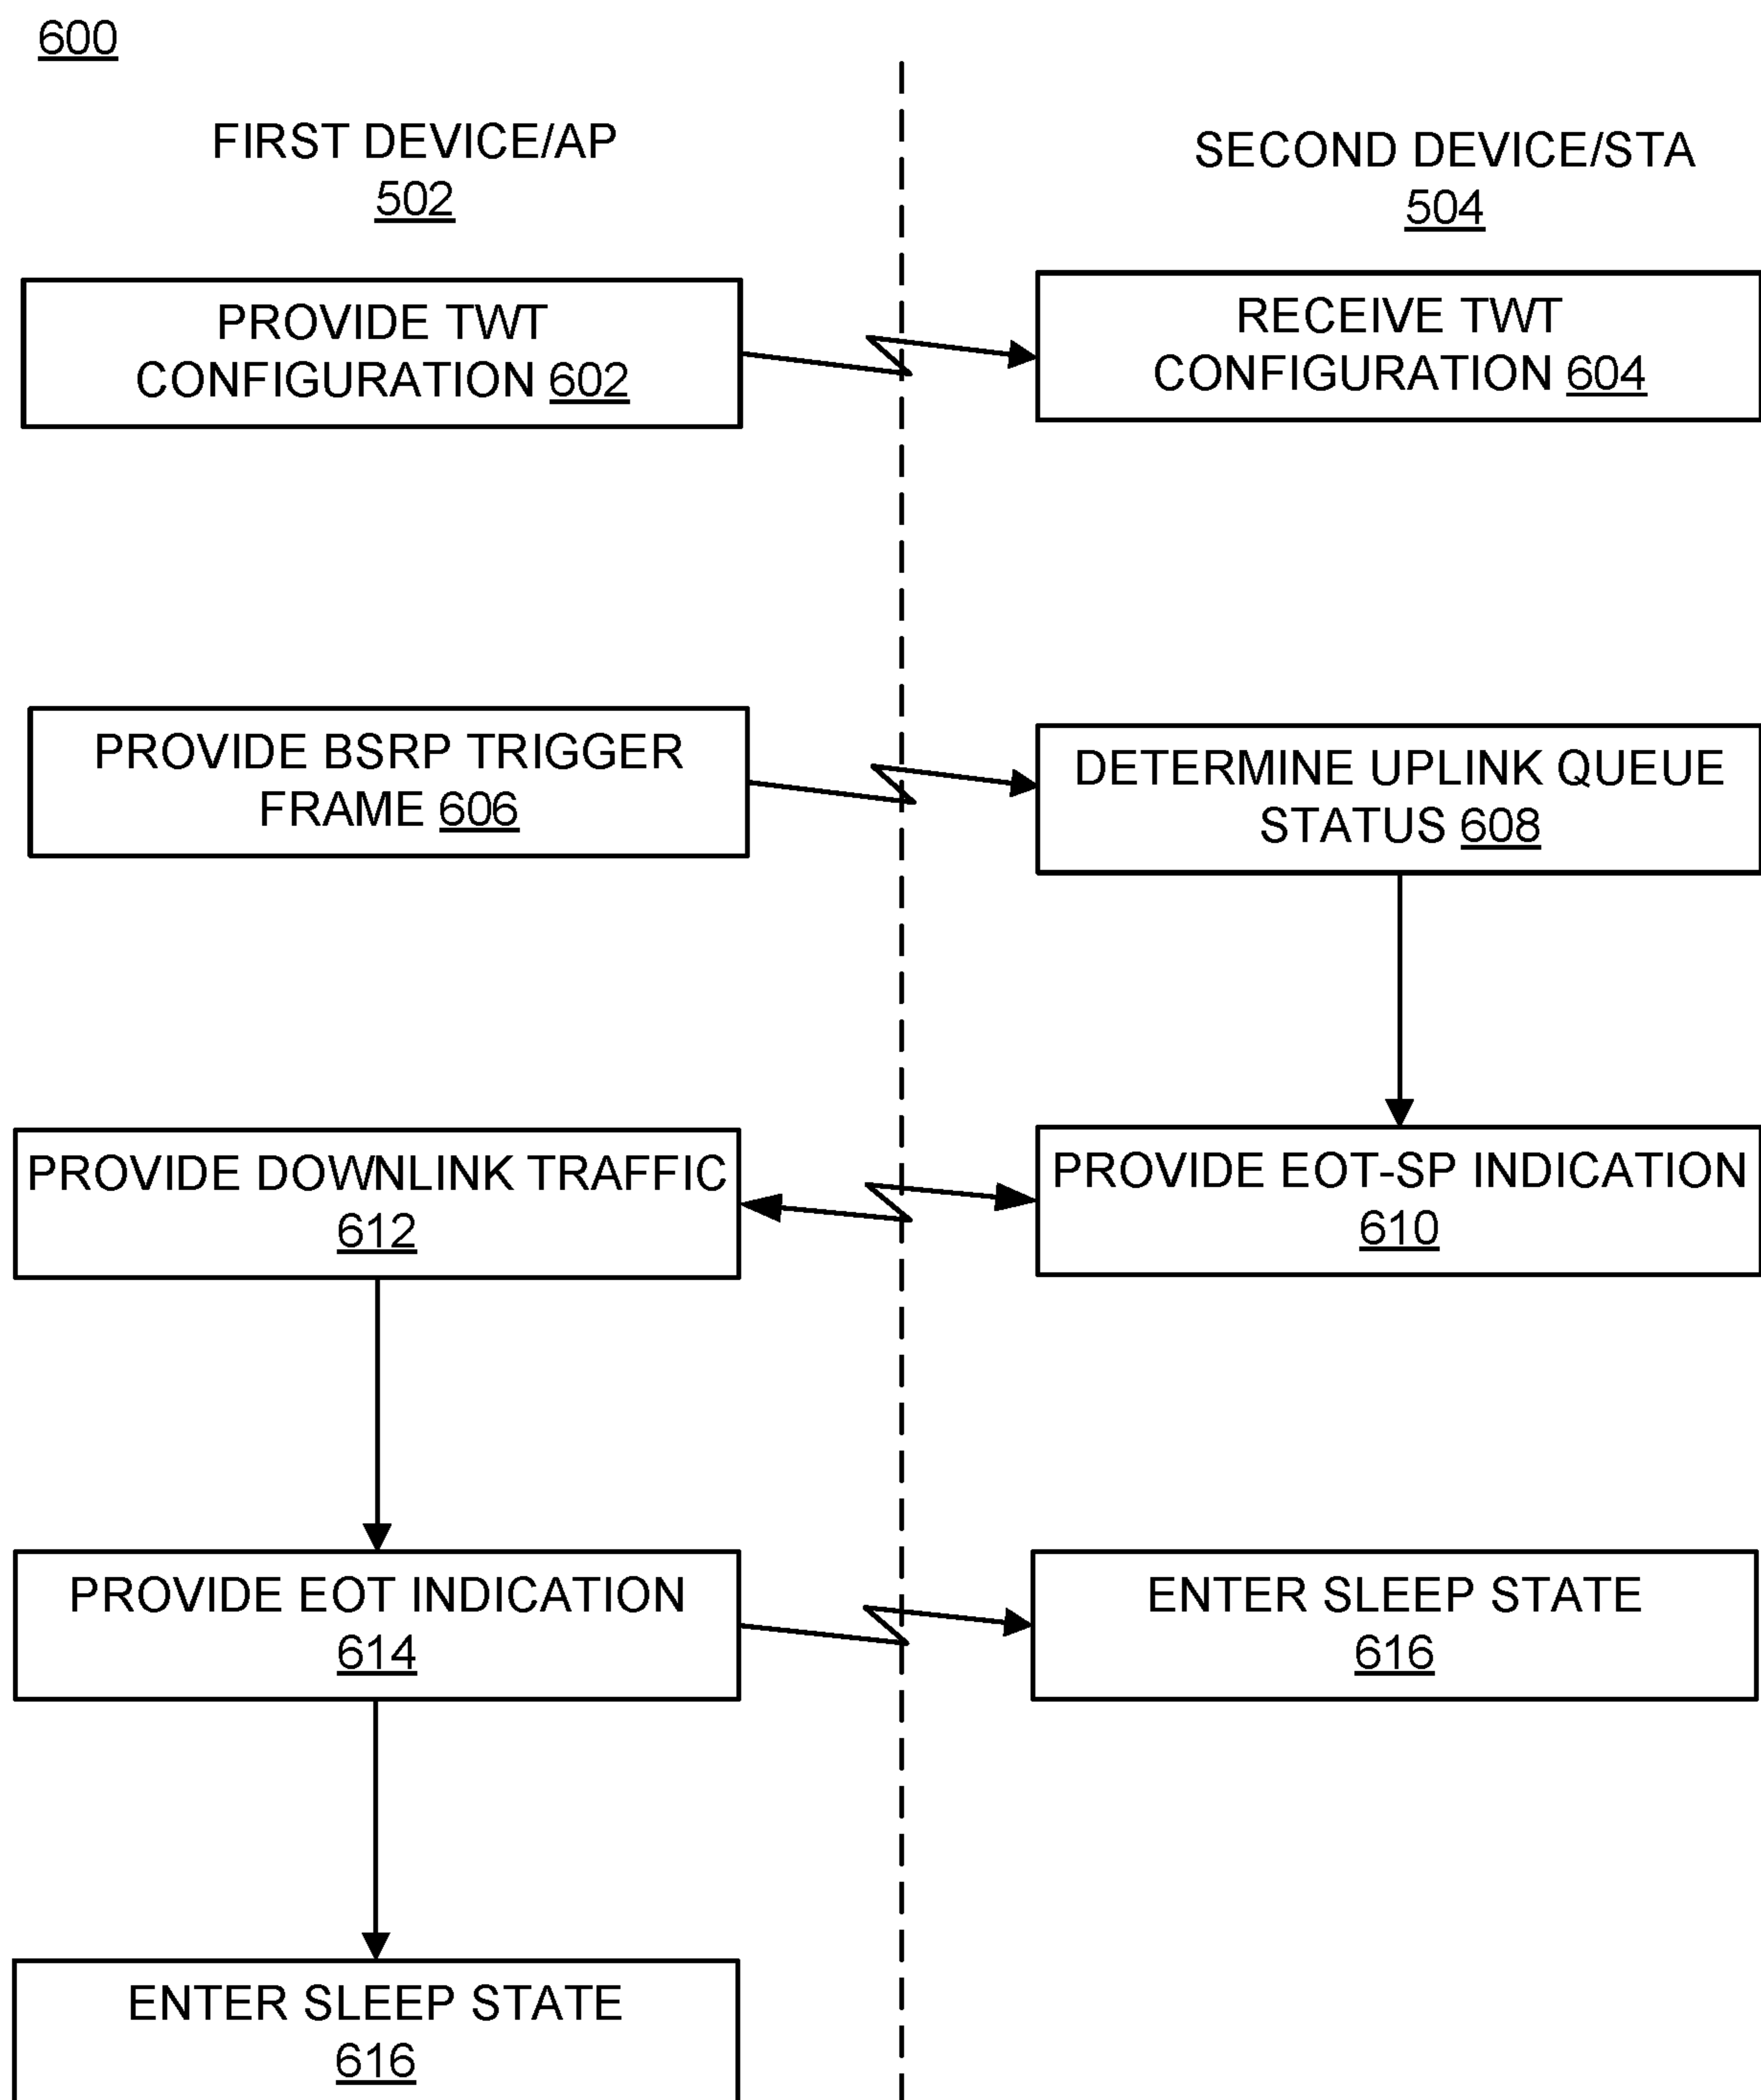 600
FIRST DEVICE/AP
502
SECOND DEVICE/STA
504
PROVIDE TWT
CONFIGURATION 602
RECEIVE TWT
CONFIGURATION 604
PROVIDE BSRP TRIGGER
FRAME 606
DETERMINE UPLINK QUEUE
STATUS 608
PROVIDE DOWNLINK TRAFFIC
612
PROVIDE EOT-SP INDICATION
610
PROVIDE EOT INDICATION
614
ENTER SLEEP STATE
616
ENTER SLEEP STATE
616